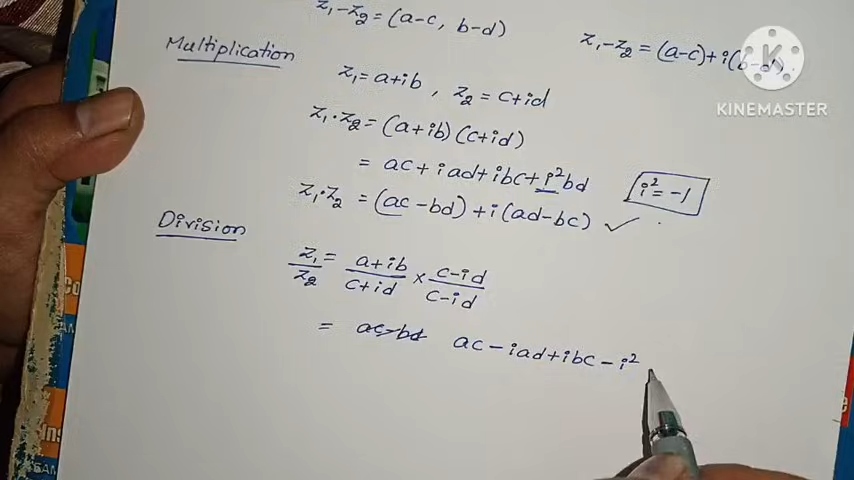 z₁-z₂ = (a-c, b-d)
z₁-z₂ = (a-c)+i(b-d)
KINEMASTER
Multiplication
z₁ = a+ib , z₂ = c+id
z₁·z₂ = (a+ib)(c+id)
= ac+iad+ibc+i²bd
i² = -1
z₁·z₂ = (ac-bd)+i(ad-bc) ✓
Division
z₁/z₂ = a+ib/c+id × c-id/c-id
= ac-bd ac-iad+ibc-i²